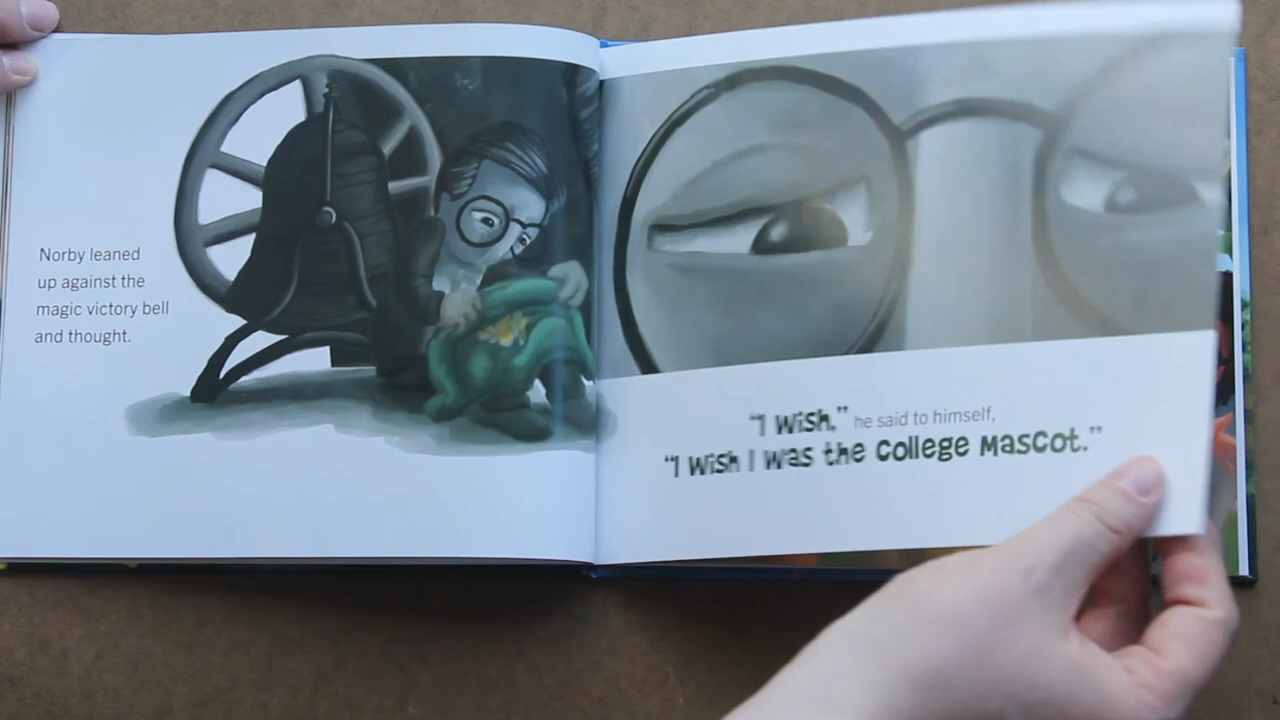 Norby leaned
up against the
magic victory bell
and thought.
“I wish,” he said to himself,
“I wish I was the college mascot.”